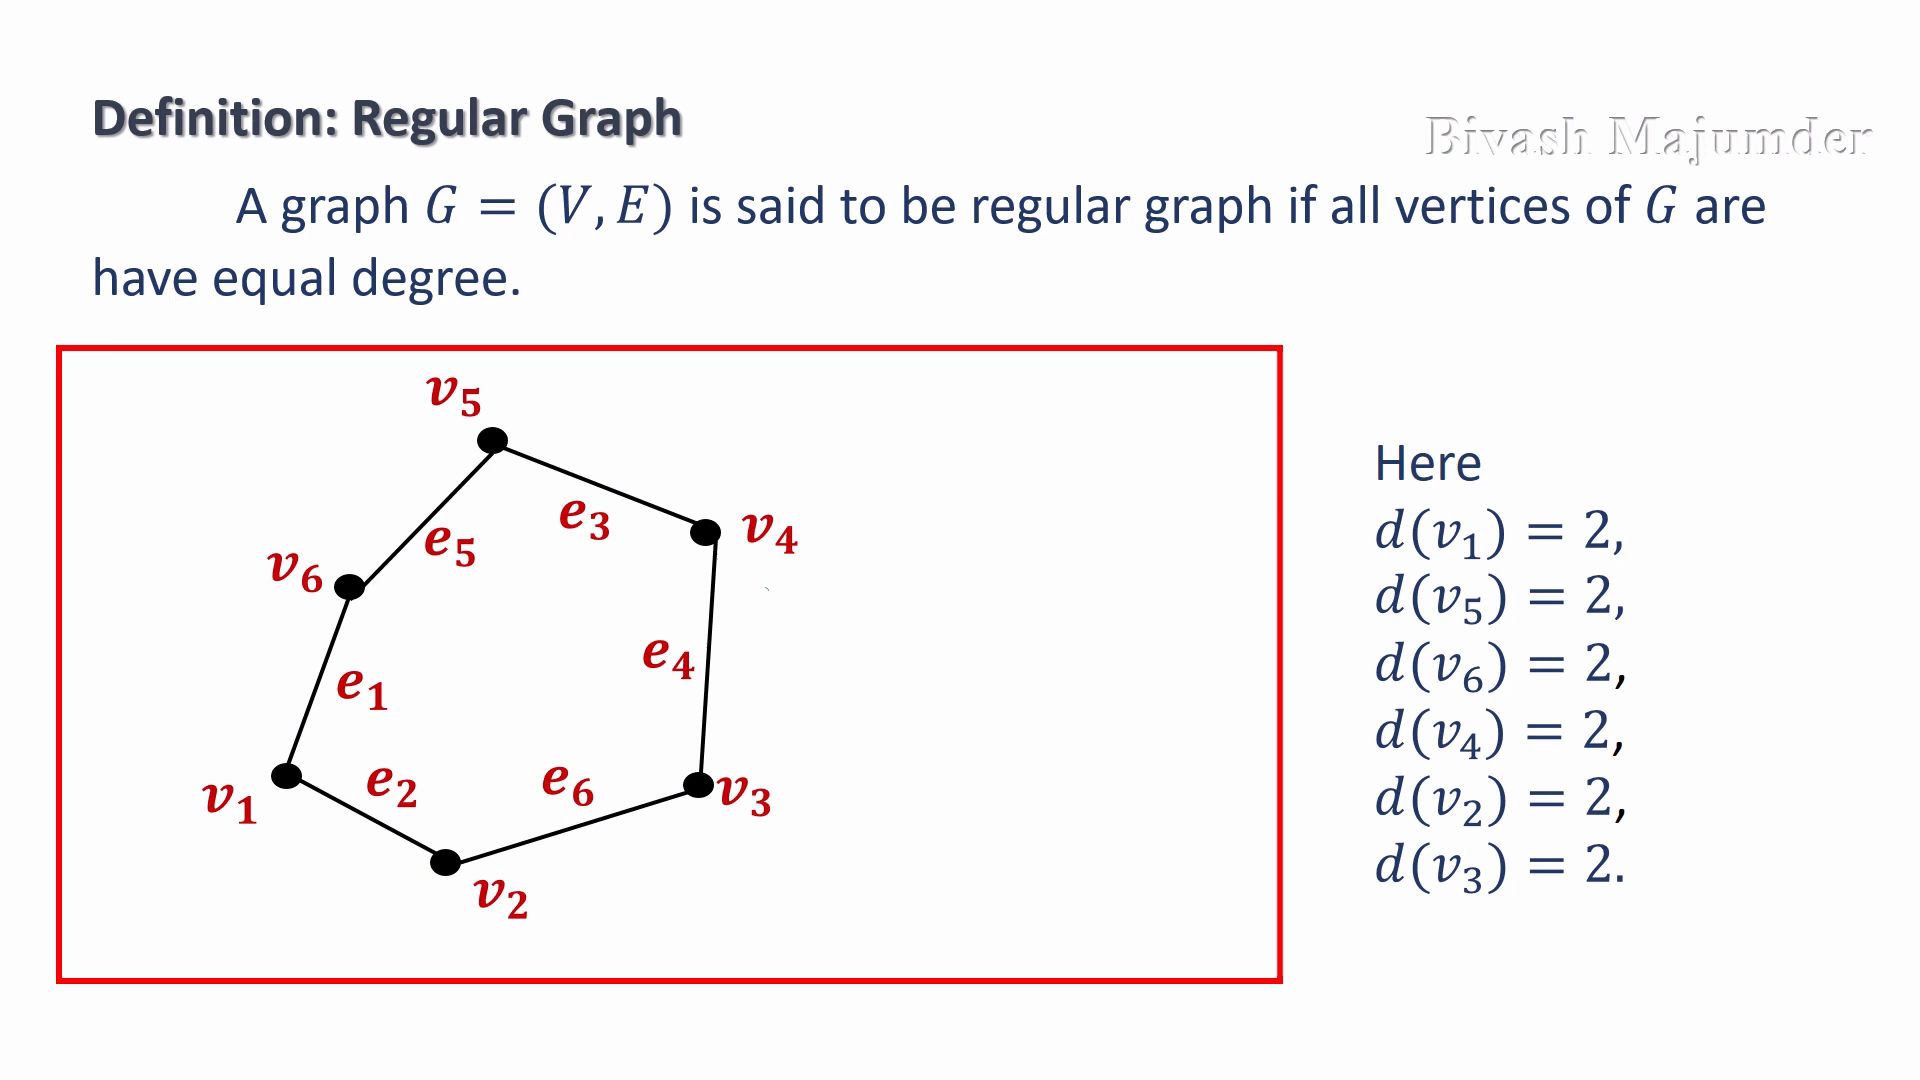 Definition: Regular Graph
Bivash Majumder
A graph G = (V, E) is said to be regular graph if all vertices of G are
have equal degree.
v₅
e₃
v₄
e₅
v₆
e₄
e₁
e₂
e₆
v₁
v₃
v₂
Here
d(v₁) = 2,
d(v₅) = 2,
d(v₆) = 2,
d(v₄) = 2,
d(v₂) = 2,
d(v₃) = 2.